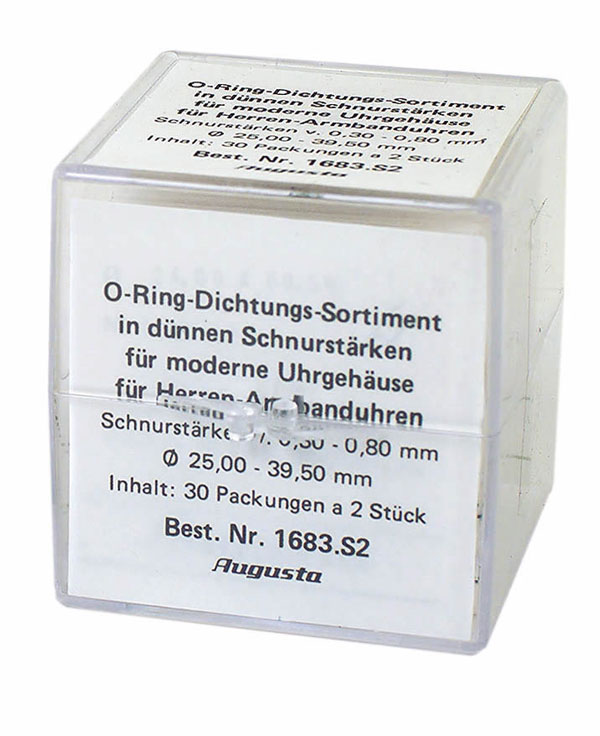 O-Ring-Dichtungs-Sortiment
in dünnen Schnurstärken
für moderne Uhrgehäuse
für Herren-Armbanduhren
Schnurstärken v. 0.30 - 0.80 mm
Ø 25,00 - 39,50 mm
Inhalt: 30 Packungen a 2 Stück
Best. Nr. 1683.S2
Augusta
O-Ring-Dichtungs-Sortiment
in dünnen Schnurstärken
für moderne Uhrgehäuse
für Herren-Armbanduhren
Schnurstärken v. 0,30 - 0,80 mm
Ø 25,00 - 39,50 mm
Inhalt: 30 Packungen a 2 Stück
Best. Nr. 1683.S2
Augusta